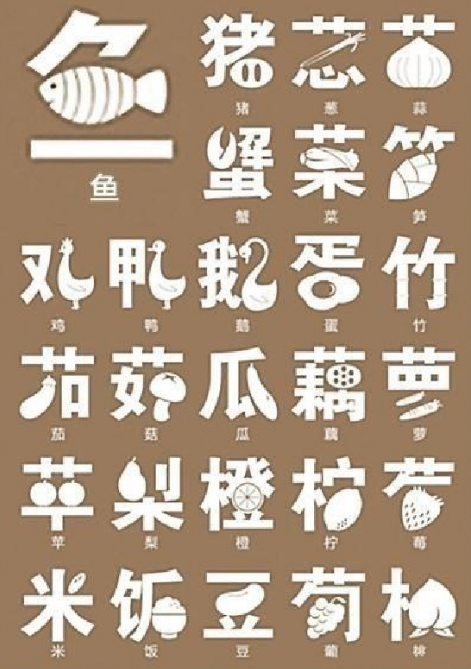 鱼
鱼
猪 葱 蒜
猪 葱 蒜
蟹 菜 笋
蟹 菜 笋
鸡 鸭 鹅 蛋 竹
鸡 鸭 鹅 蛋 竹
茄 菇 瓜 藕 萝
茄 菇 瓜 藕 萝
苹 梨 橙 柠 莓
苹 梨 橙 柠 莓
米 饭 豆 萄 桃
米 饭 豆 葡